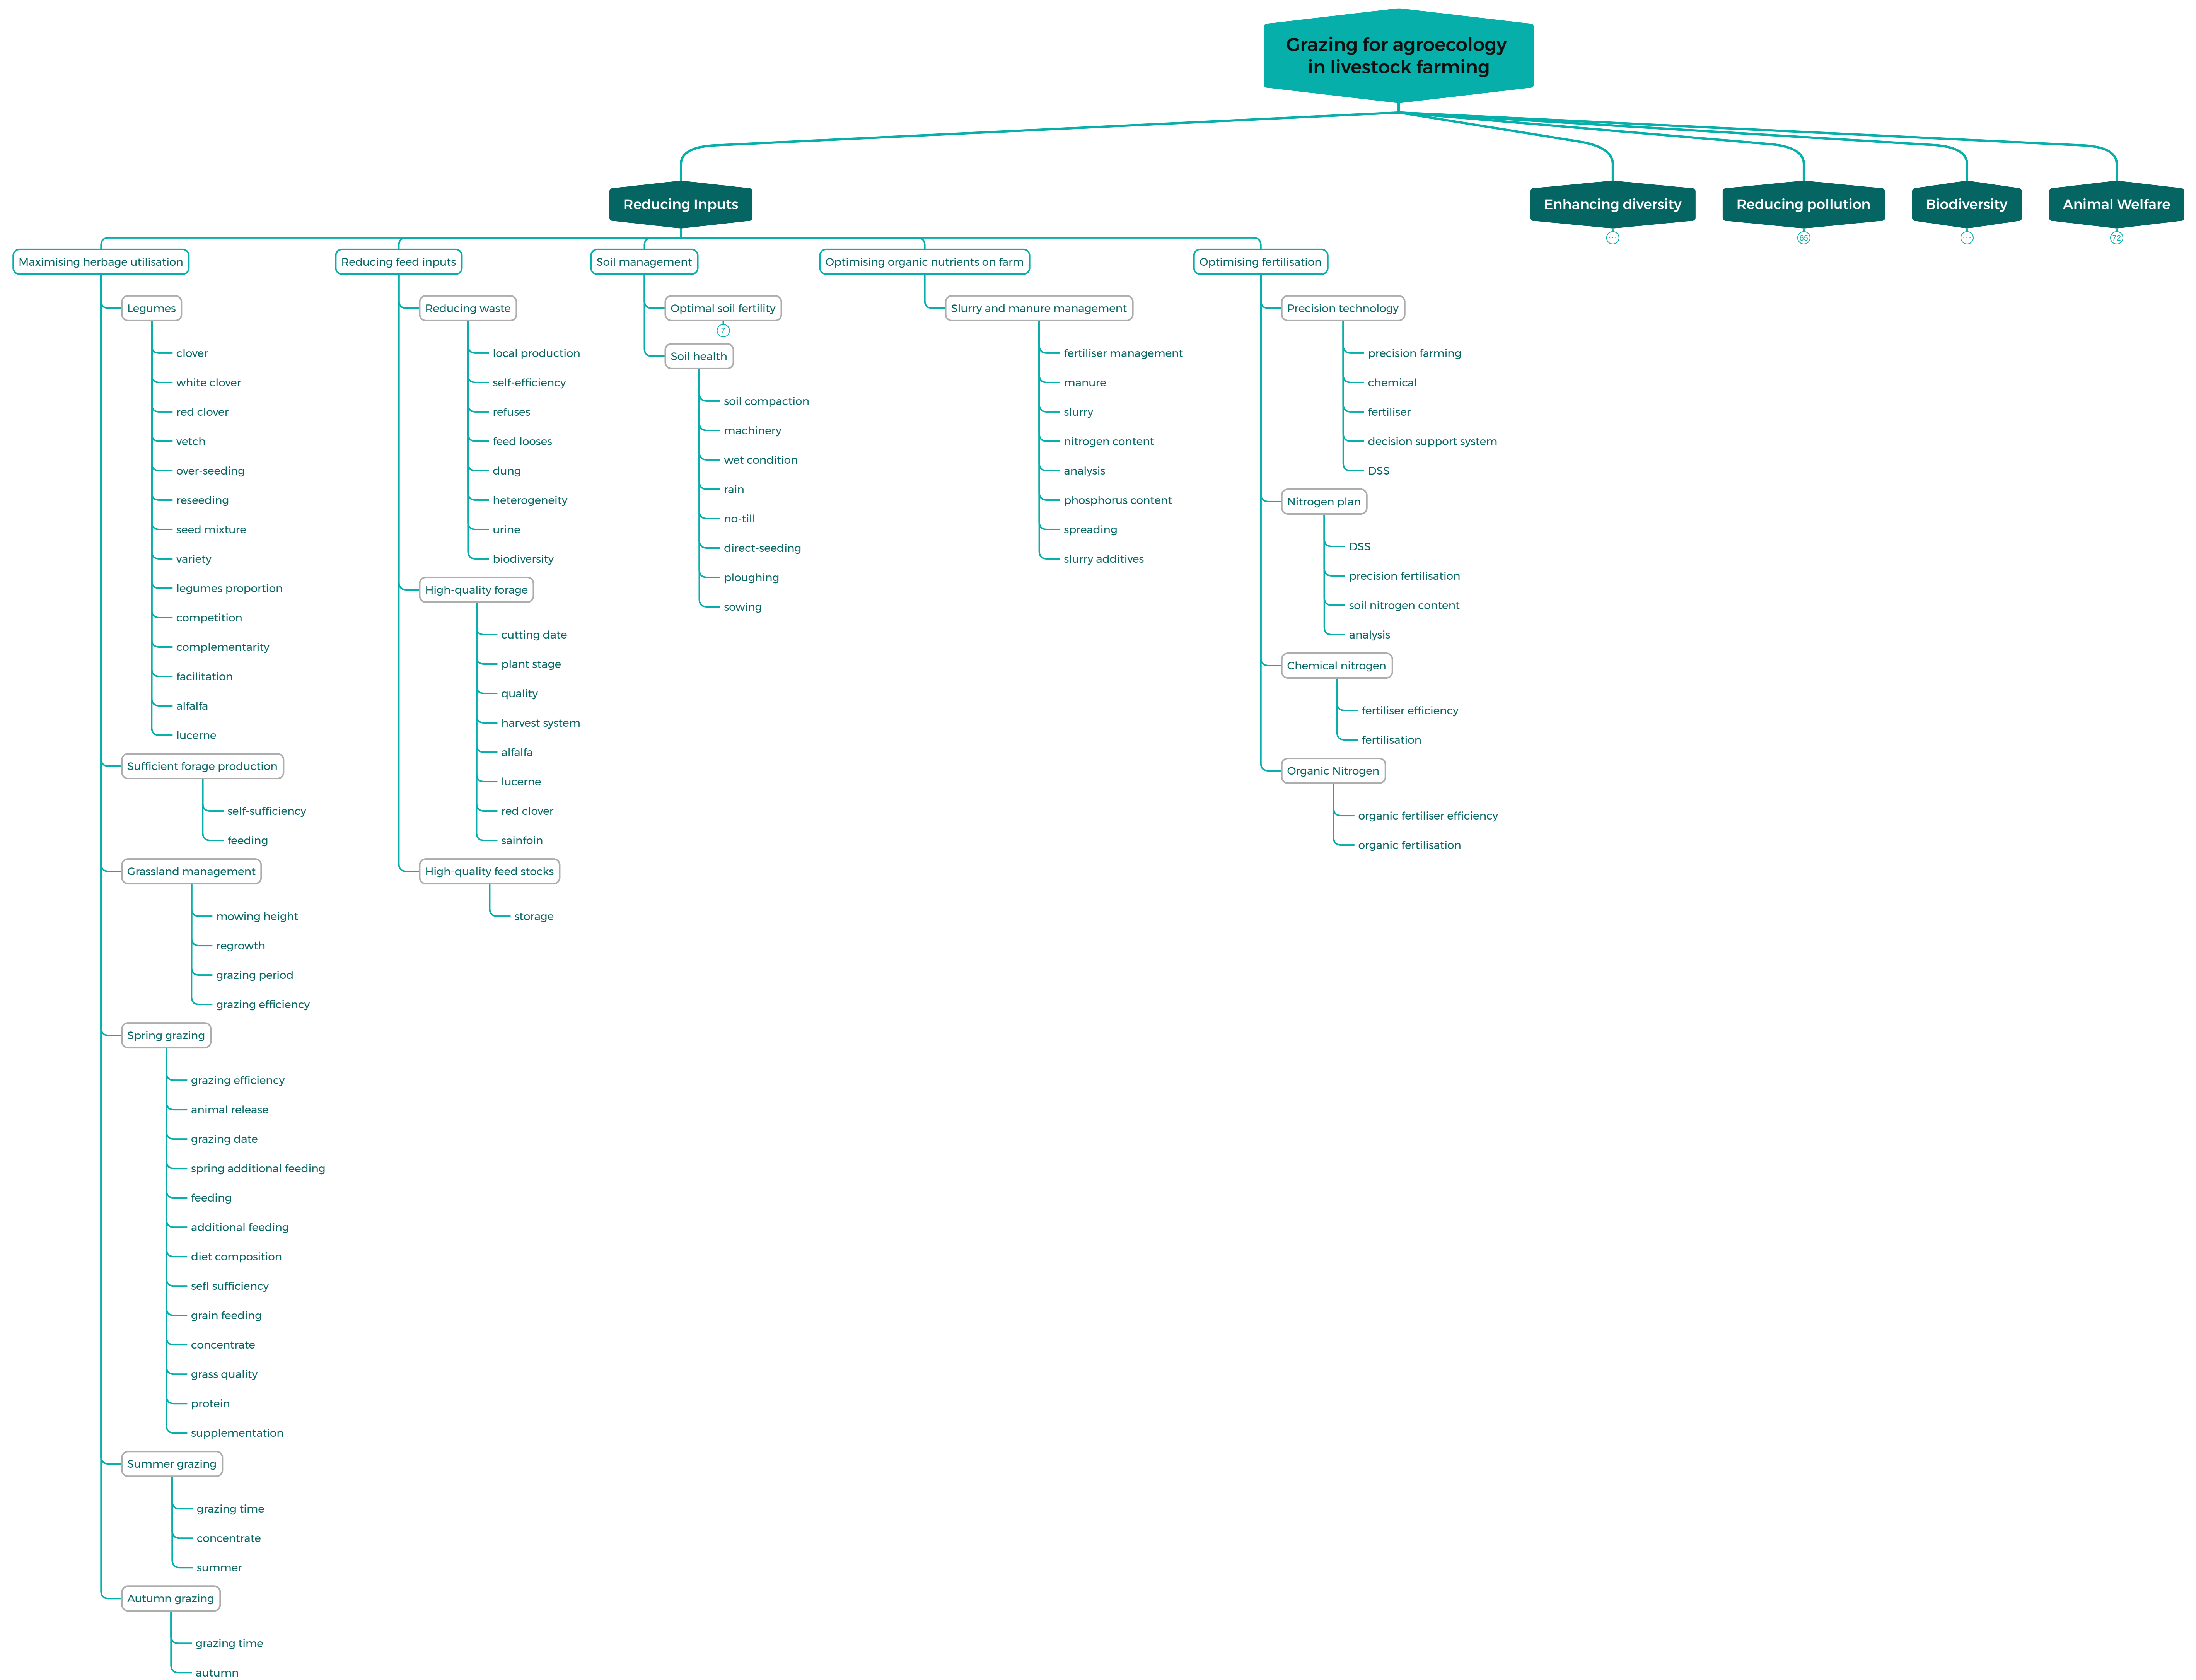 Grazing for agroecology
in livestock farming
Reducing Inputs
Enhancing diversity
Reducing pollution
Biodiversity
Animal Welfare
65
72
Maximising herbage utilisation
Legumes
clover
white clover
red clover
vetch
over-seeding
reseeding
seed mixture
variety
legumes proportion
competition
complementarity
facilitation
alfalfa
lucerne
Sufficient forage production
self-sufficiency
feeding
Grassland management
mowing height
regrowth
grazing period
grazing efficiency
Spring grazing
grazing efficiency
animal release
grazing date
spring additional feeding
feeding
additional feeding
diet composition
sefl sufficiency
grain feeding
concentrate
grass quality
protein
supplementation
Summer grazing
grazing time
concentrate
summer
Autumn grazing
grazing time
autumn
Reducing feed inputs
Reducing waste
local production
self-efficiency
refuses
feed looses
dung
heterogeneity
urine
biodiversity
High-quality forage
cutting date
plant stage
quality
harvest system
alfalfa
lucerne
red clover
sainfoin
High-quality feed stocks
storage
Soil management
Optimal soil fertility
7
Soil health
soil compaction
machinery
wet condition
rain
no-till
direct-seeding
ploughing
sowing
Optimising organic nutrients on farm
Slurry and manure management
fertiliser management
manure
slurry
nitrogen content
analysis
phosphorus content
spreading
slurry additives
Optimising fertilisation
Precision technology
precision farming
chemical
fertiliser
decision support system
DSS
Nitrogen plan
DSS
precision fertilisation
soil nitrogen content
analysis
Chemical nitrogen
fertiliser efficiency
fertilisation
Organic Nitrogen
organic fertiliser efficiency
organic fertilisation